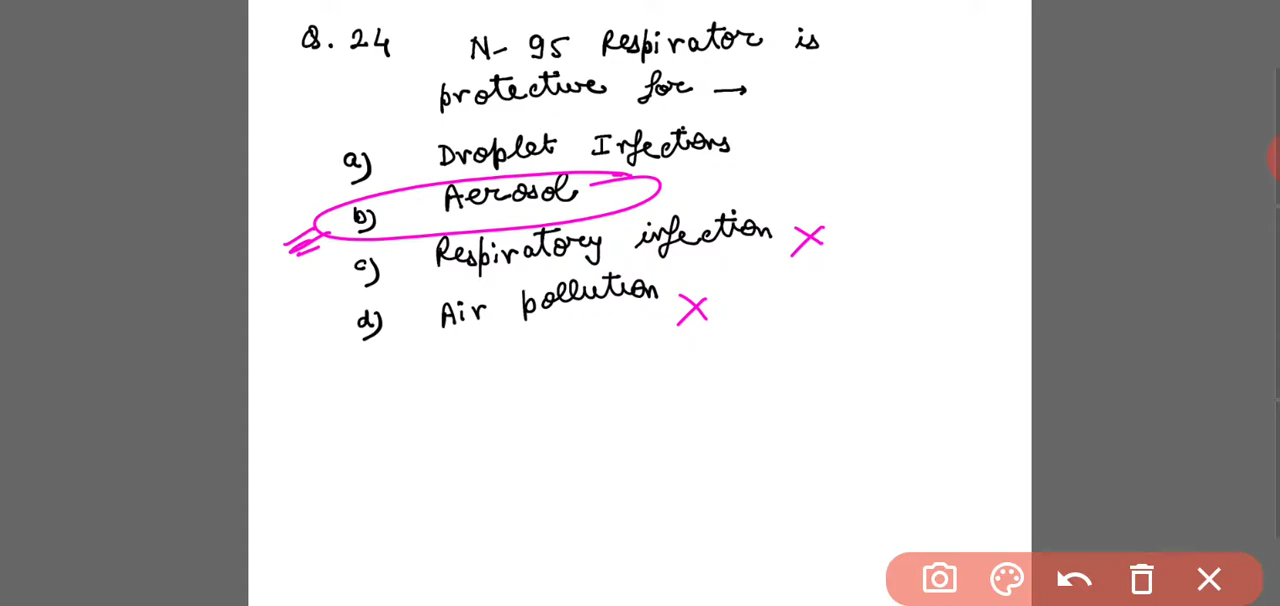 Q. 24 N- 95 Respirator is
protective for →
a) Droplet Infections
b) Aerosol
c) Respiratory infection
d) Air pollution